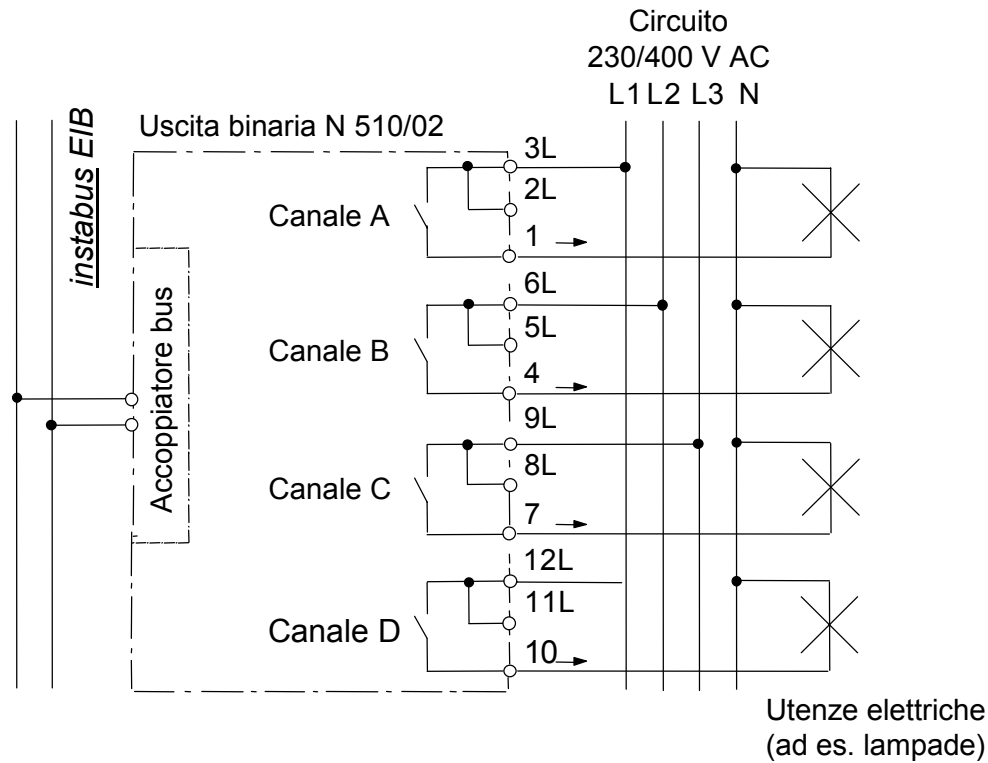 Circuito
230/400 V AC
L1 L2 L3 N
instabus EIB
Uscita binaria N 510/02
Accoppiatore bus
3L
2L
Canale A
1
6L
5L
Canale B
4
9L
8L
Canale C
7
12L
11L
Canale D
10
Utenze elettriche
(ad es. lampade)